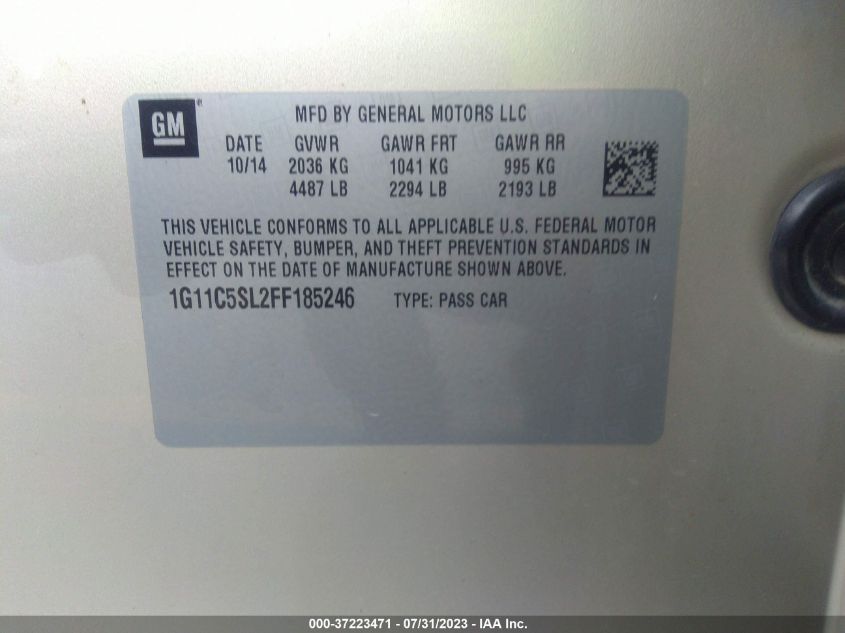 GM
MFD BY GENERAL MOTORS LLC
DATE GVWR GAWR FRT GAWR RR
10/14 2036 KG 1041 KG 995 KG
4487 LB 2294 LB 2193 LB
THIS VEHICLE CONFORMS TO ALL APPLICABLE U.S. FEDERAL MOTOR
VEHICLE SAFETY, BUMPER, AND THEFT PREVENTION STANDARDS IN
EFFECT ON THE DATE OF MANUFACTURE SHOWN ABOVE.
1G11C5SL2FF185246 TYPE: PASS CAR
000-37223471 - 07/31/2023 - IAA Inc.